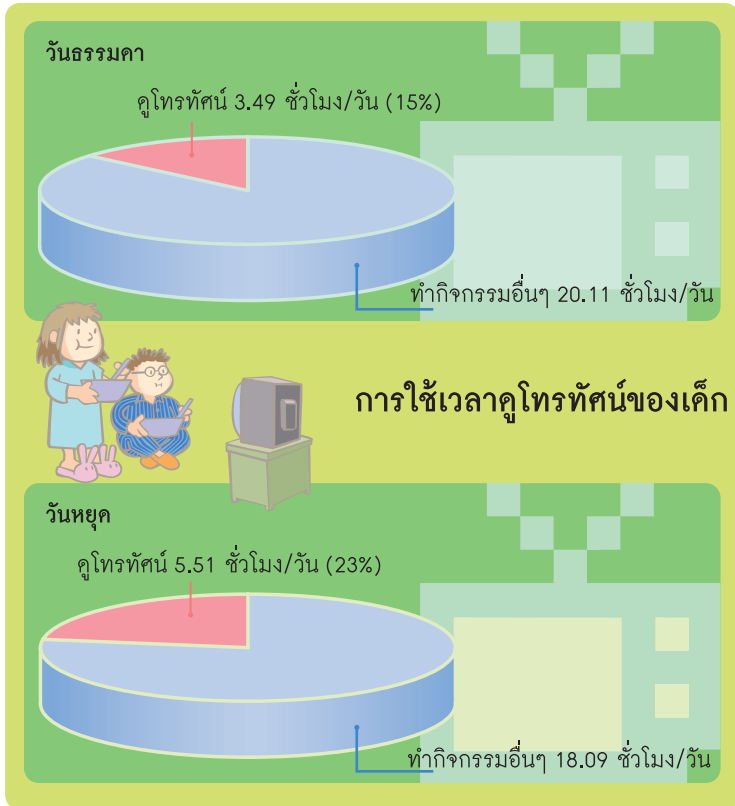 วันธรรมดา
ดูโทรทัศน์ 3.49 ชั่วโมง/วัน (15%)
ทำกิจกรรมอื่นๆ 20.11 ชั่วโมง/วัน
การใช้เวลาดูโทรทัศน์ของเด็ก
วันหยุด
ดูโทรทัศน์ 5.51 ชั่วโมง/วัน (23%)
ทำกิจกรรมอื่นๆ 18.09 ชั่วโมง/วัน